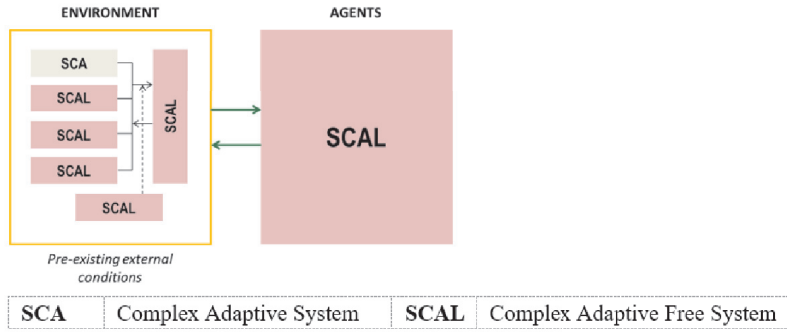 ENVIRONMENT
AGENTS
SCA
SCAL
SCAL
SCAL
SCAL
SCAL
SCAL
Pre-existing external
conditions
SCA Complex Adaptive System SCAL Complex Adaptive Free System